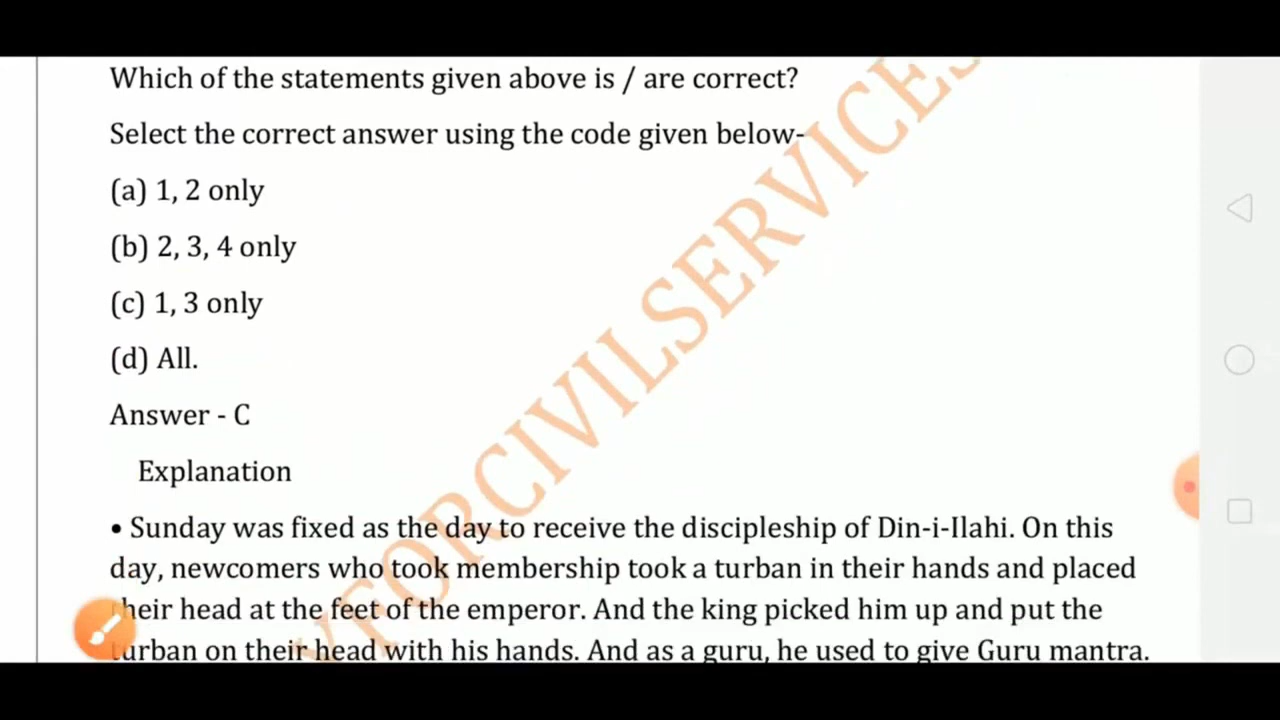 Which of the statements given above is / are correct?
Select the correct answer using the code given below-
(a) 1, 2 only
(b) 2, 3, 4 only
(c) 1, 3 only
(d) All.
Answer - C
Explanation
• Sunday was fixed as the day to receive the discipleship of Din-i-Ilahi. On this
day, newcomers who took membership took a turban in their hands and placed
their head at the feet of the emperor. And the king picked him up and put the
turban on their head with his hands. And as a guru, he used to give Guru mantra.
YFORCIVILSERVICES